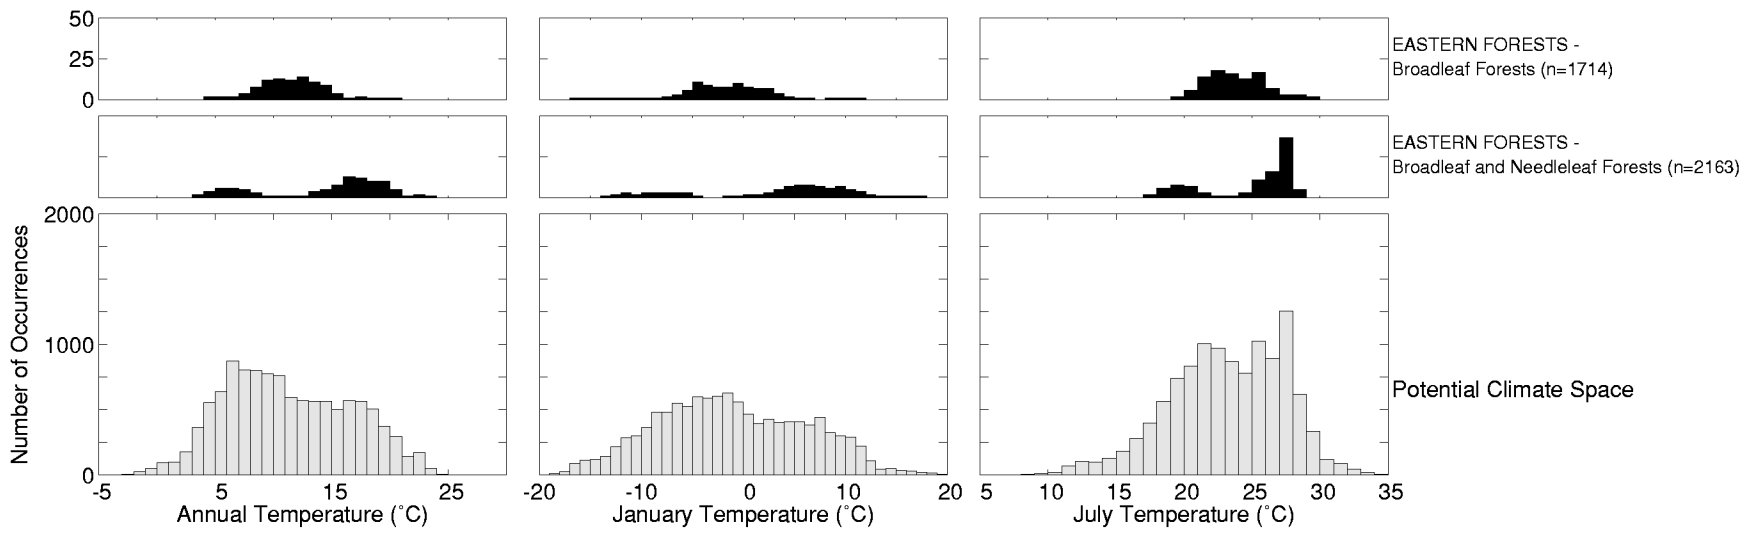 50
25
0
EASTERN FORESTS -
Broadleaf Forests (n=1714)
EASTERN FORESTS -
Broadleaf and Needleleaf Forests (n=2163)
2000
1000
0
Number of Occurrences
Potential Climate Space
-5 5 15 25
Annual Temperature (°C)
-20 -10 0 10 20
January Temperature (°C)
5 10 15 20 25 30 35
July Temperature (°C)